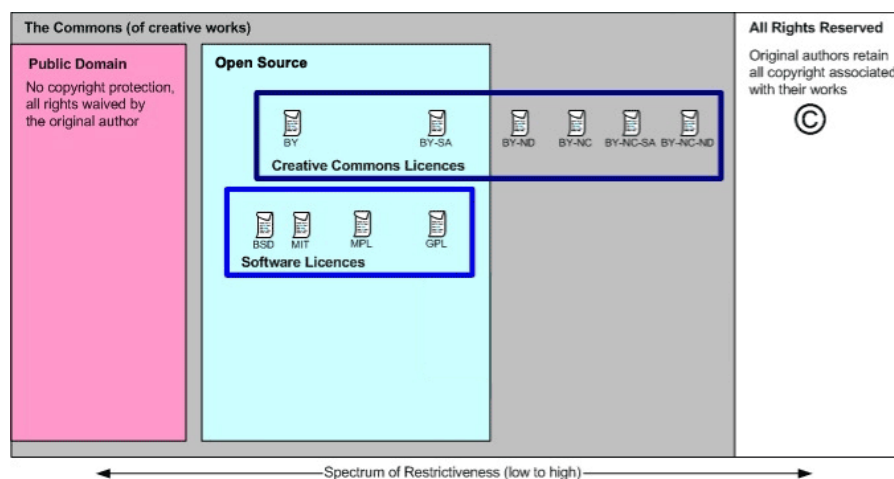 The Commons (of creative works)
Public Domain
No copyright protection,
all rights waived by
the original author
Open Source
BY
BY-SA
BY-ND
BY-NC
BY-NC-SA
BY-NC-ND
Creative Commons Licences
BSD
MIT
MPL
GPL
Software Licences
All Rights Reserved
Original authors retain
all copyright associated
with their works
©
Spectrum of Restrictiveness (low to high)